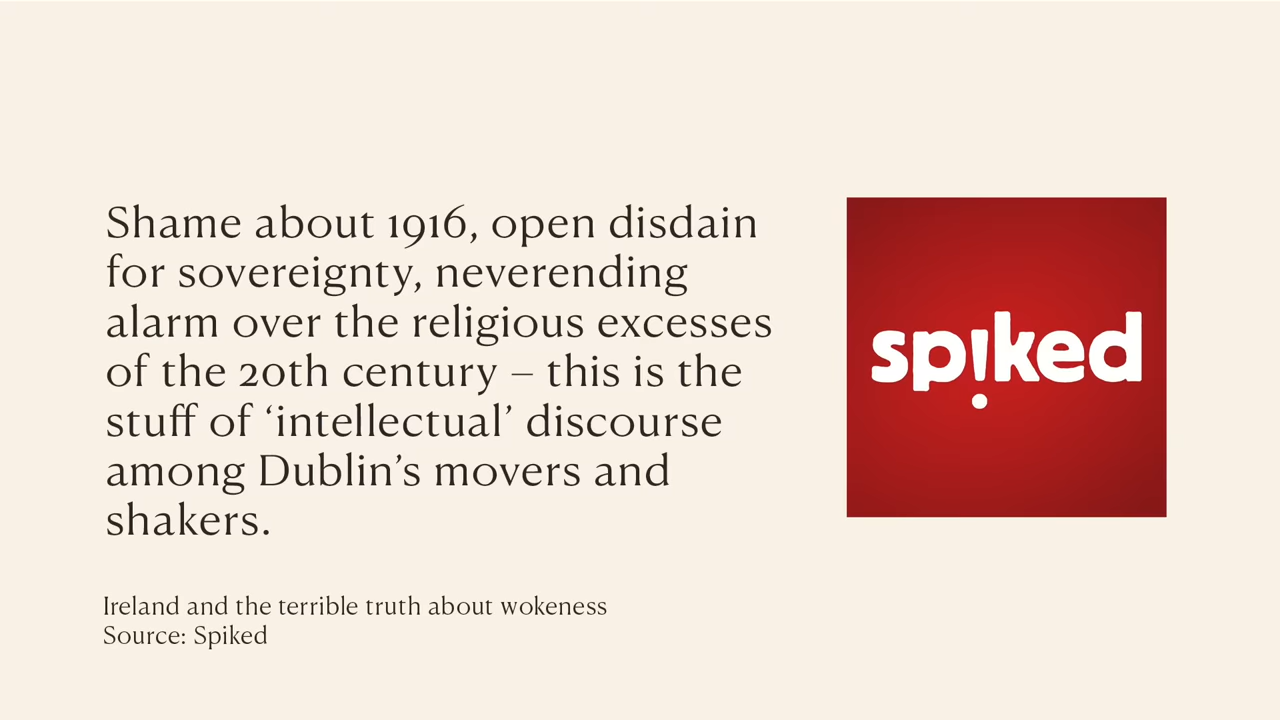 Shame about 1916, open disdain
for sovereignty, neverending
alarm over the religious excesses
of the 20th century – this is the
stuff of ‘intellectual’ discourse
among Dublin’s movers and
shakers.
spiked
Ireland and the terrible truth about wokeness
Source: Spiked